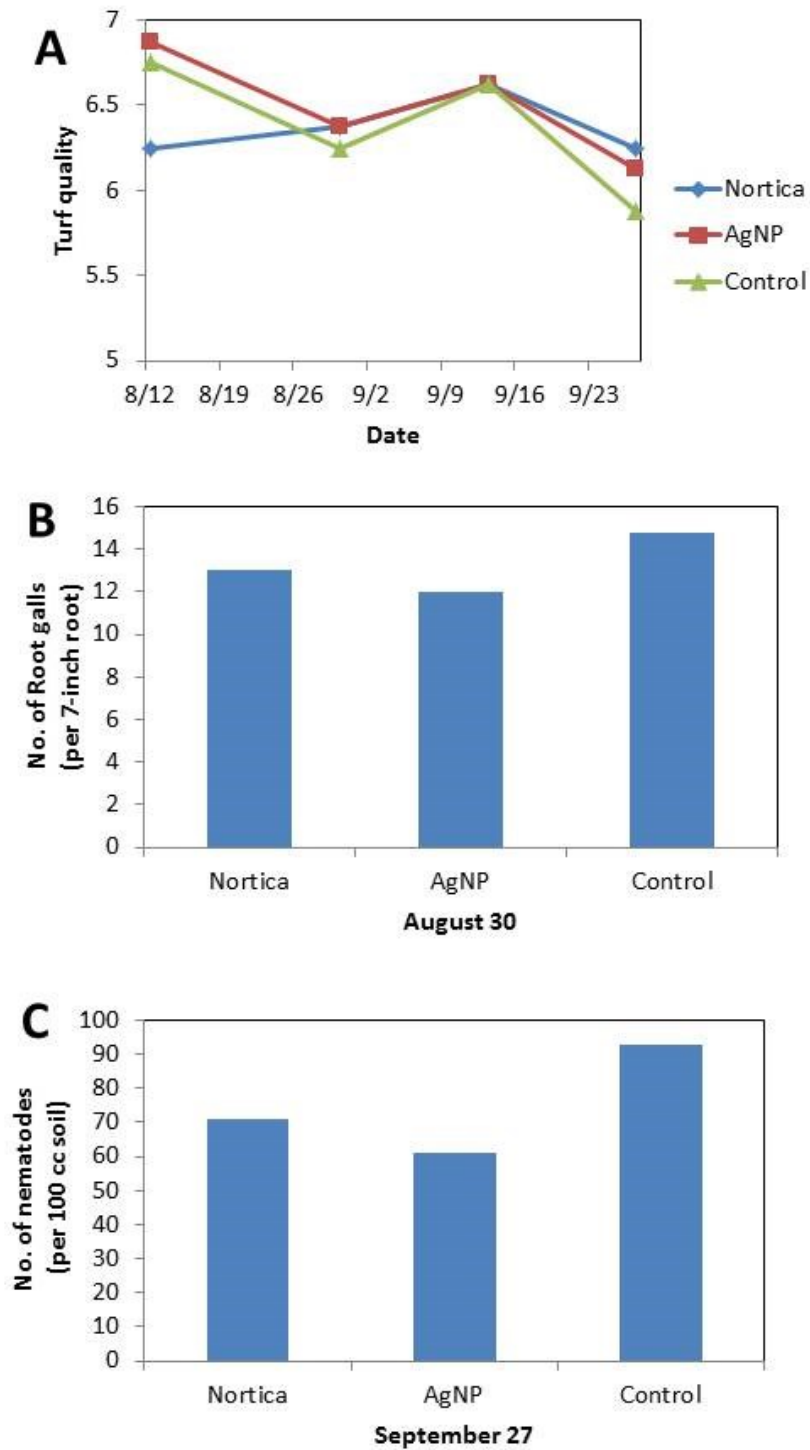 A
7
6.5
6
5.5
5
Turf quality
8/12 8/19 8/26 9/2 9/9 9/16 9/23
Date
Nortica
AgNP
Control
B
16
14
12
10
8
6
4
2
0
No. of Root galls
(per 7-inch root)
Nortica AgNP Control
August 30
C
100
90
80
70
60
50
40
30
20
10
0
No. of nematodes
(per 100 cc soil)
Nortica AgNP Control
September 27